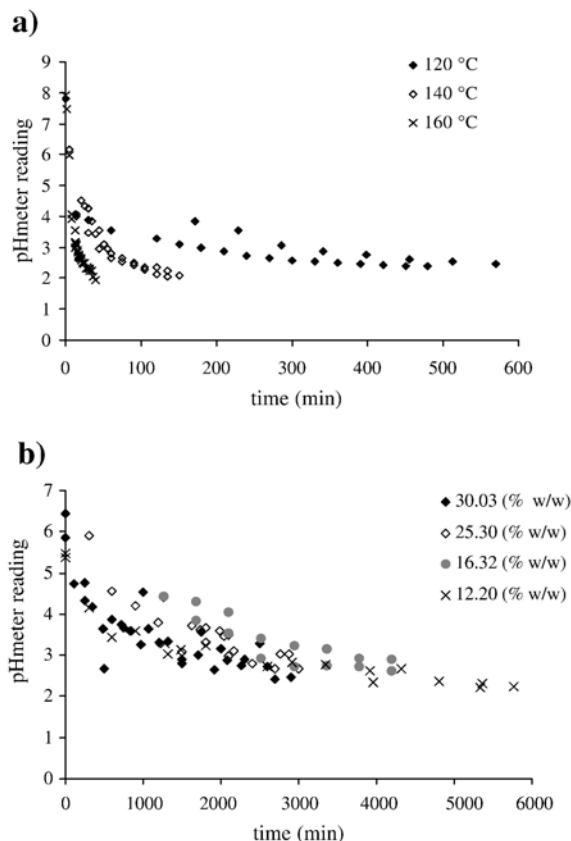 a)
9
8
7
6
5
4
3
2
1
0
pHmeter reading
120 °C
140 °C
160 °C
0 100 200 300 400 500 600
time (min)
b)
7
6
5
4
3
2
1
0
pHmeter reading
30.03 (% w/w)
25.30 (% w/w)
16.32 (% w/w)
12.20 (% w/w)
0 1000 2000 3000 4000 5000 6000
time (min)